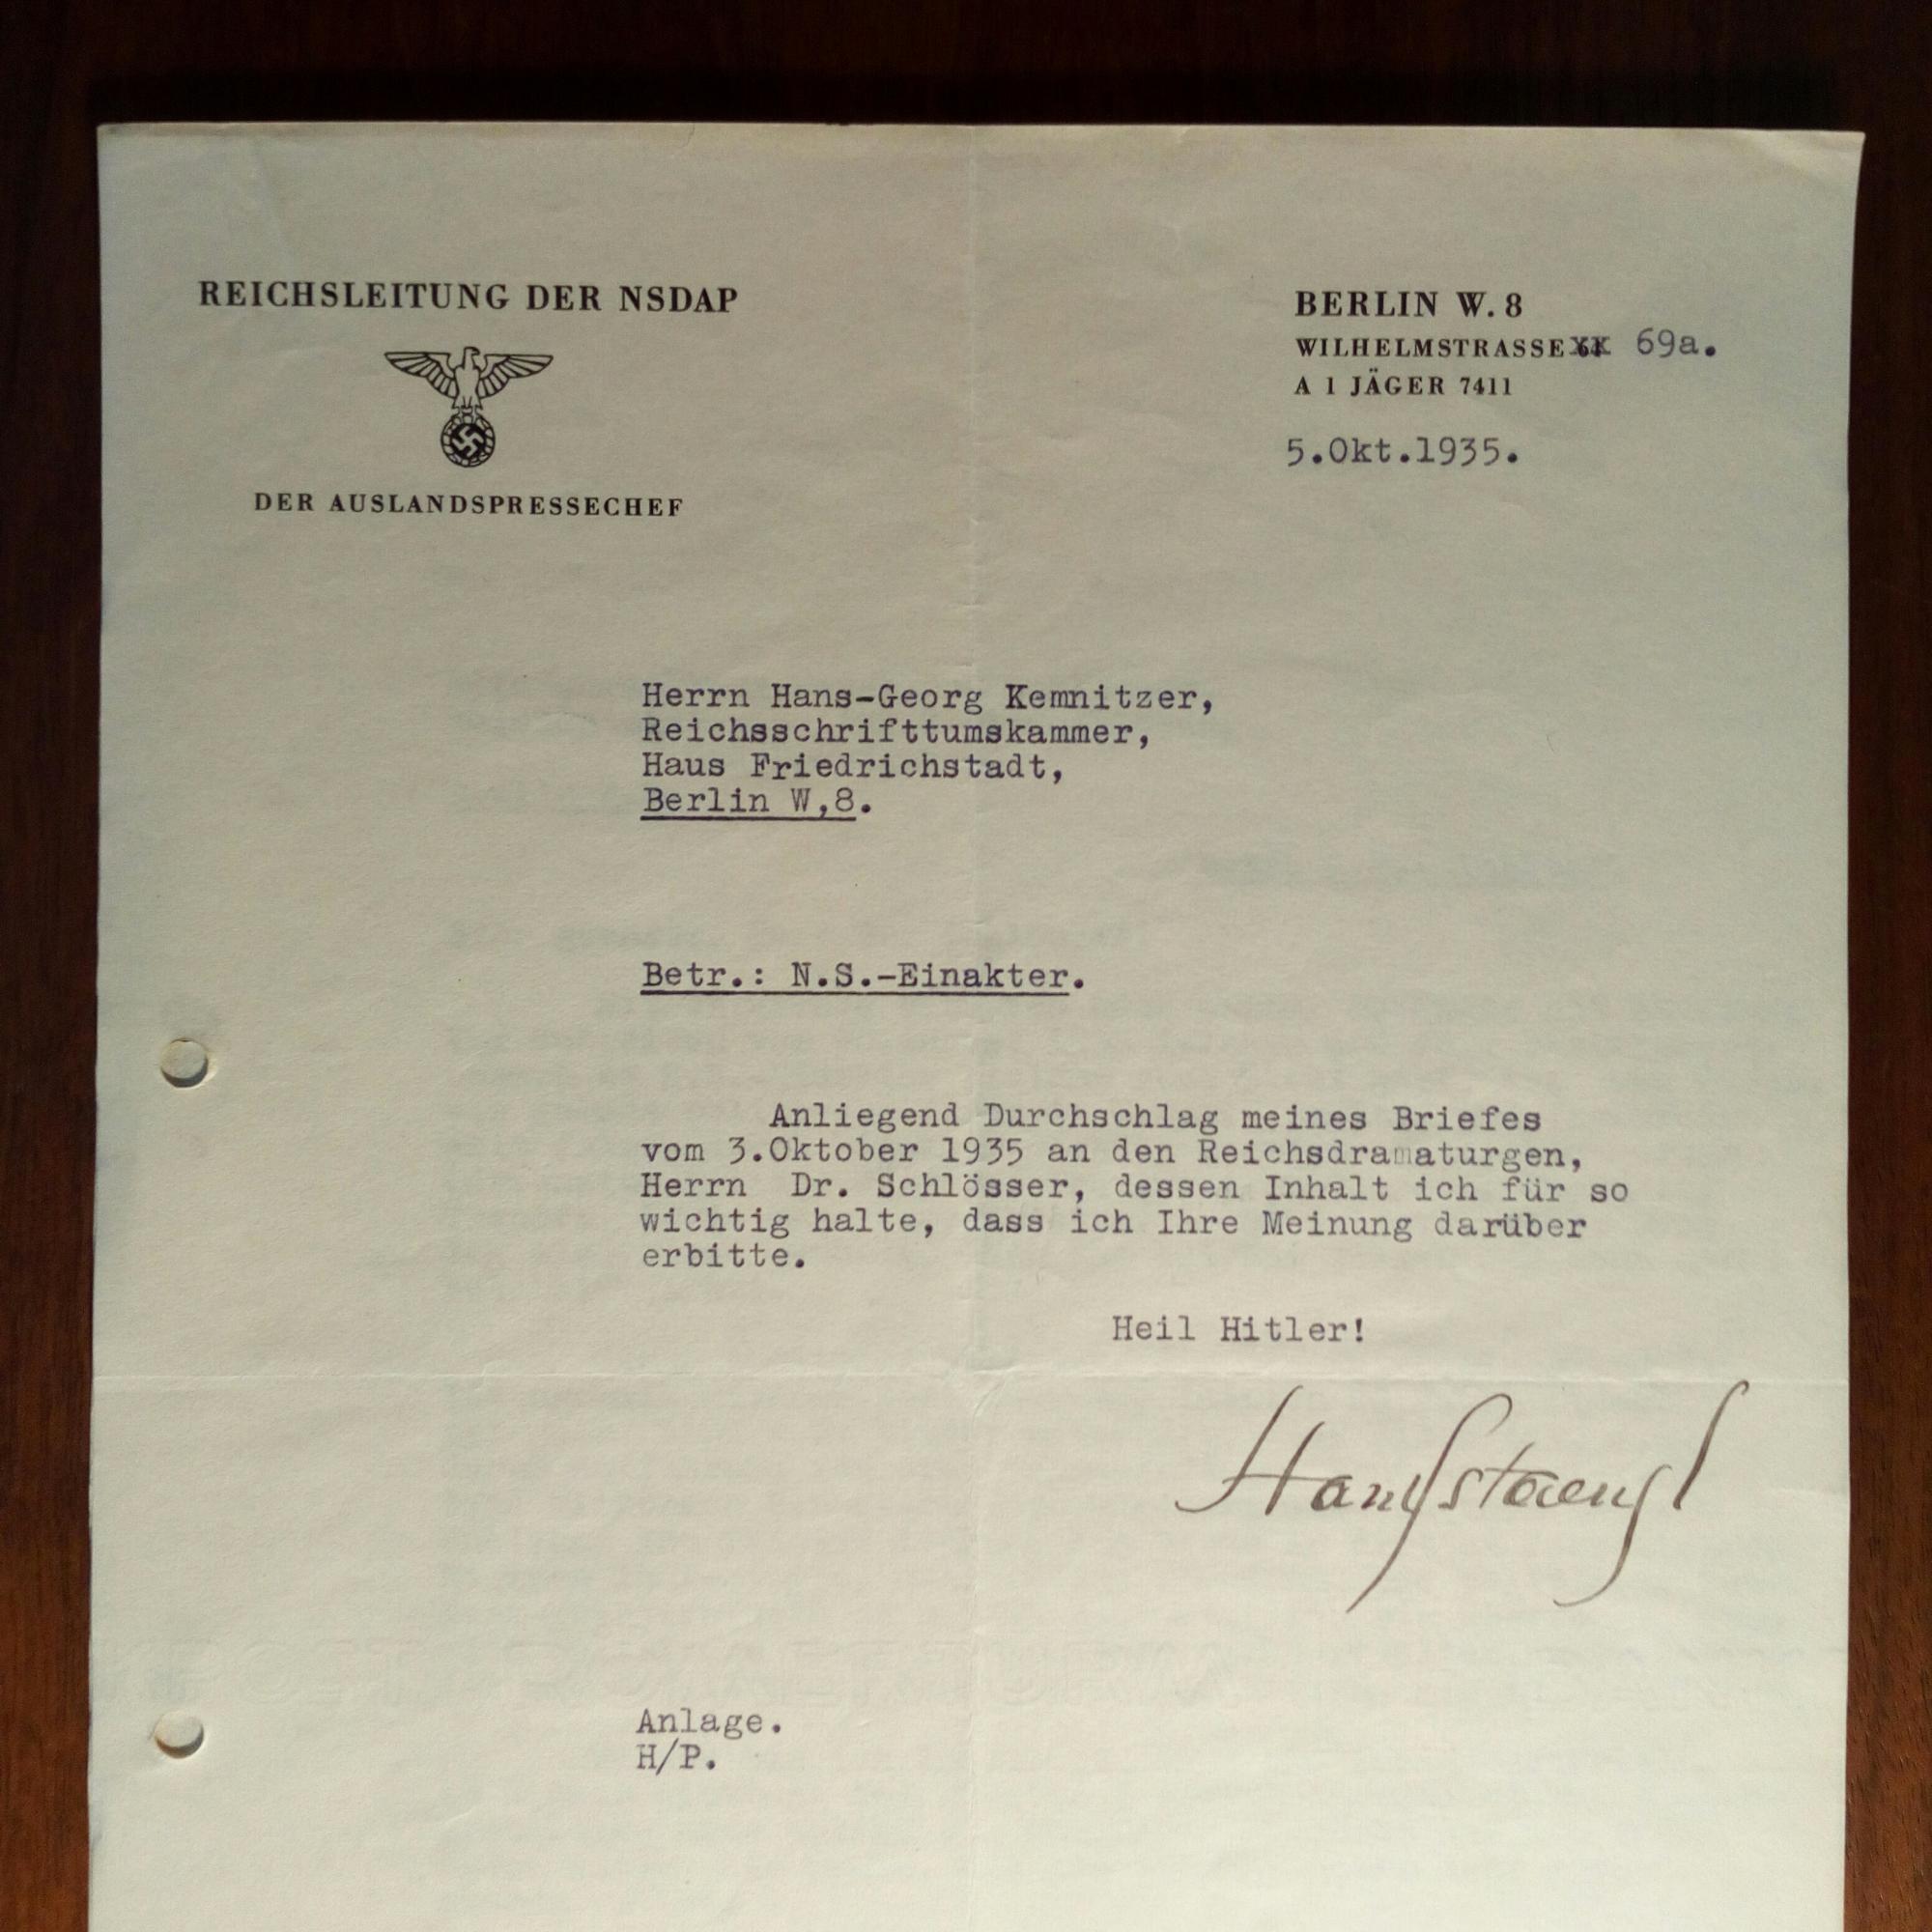 REICHSLEITUNG DER NSDAP
DER AUSLANDSPRESSECHEF
BERLIN W. 8
WILHELMSTRASSE 69a.
A 1 JÄGER 7411
5.Okt.1935.
Herrn Hans-Georg Kemnitzer,
Reichsschrifttumskammer,
Haus Friedrichstadt,
Berlin W,8.
Betr.: N.S.-Einakter.
Anliegend Durchschlag meines Briefes
vom 3.Oktober 1935 an den Reichsdramaturgen,
Herrn Dr. Schlösser, dessen Inhalt ich für so
wichtig halte, dass ich Ihre Meinung darüber
erbitte.
Heil Hitler!
Hanfstaengl
Anlage.
H/P.